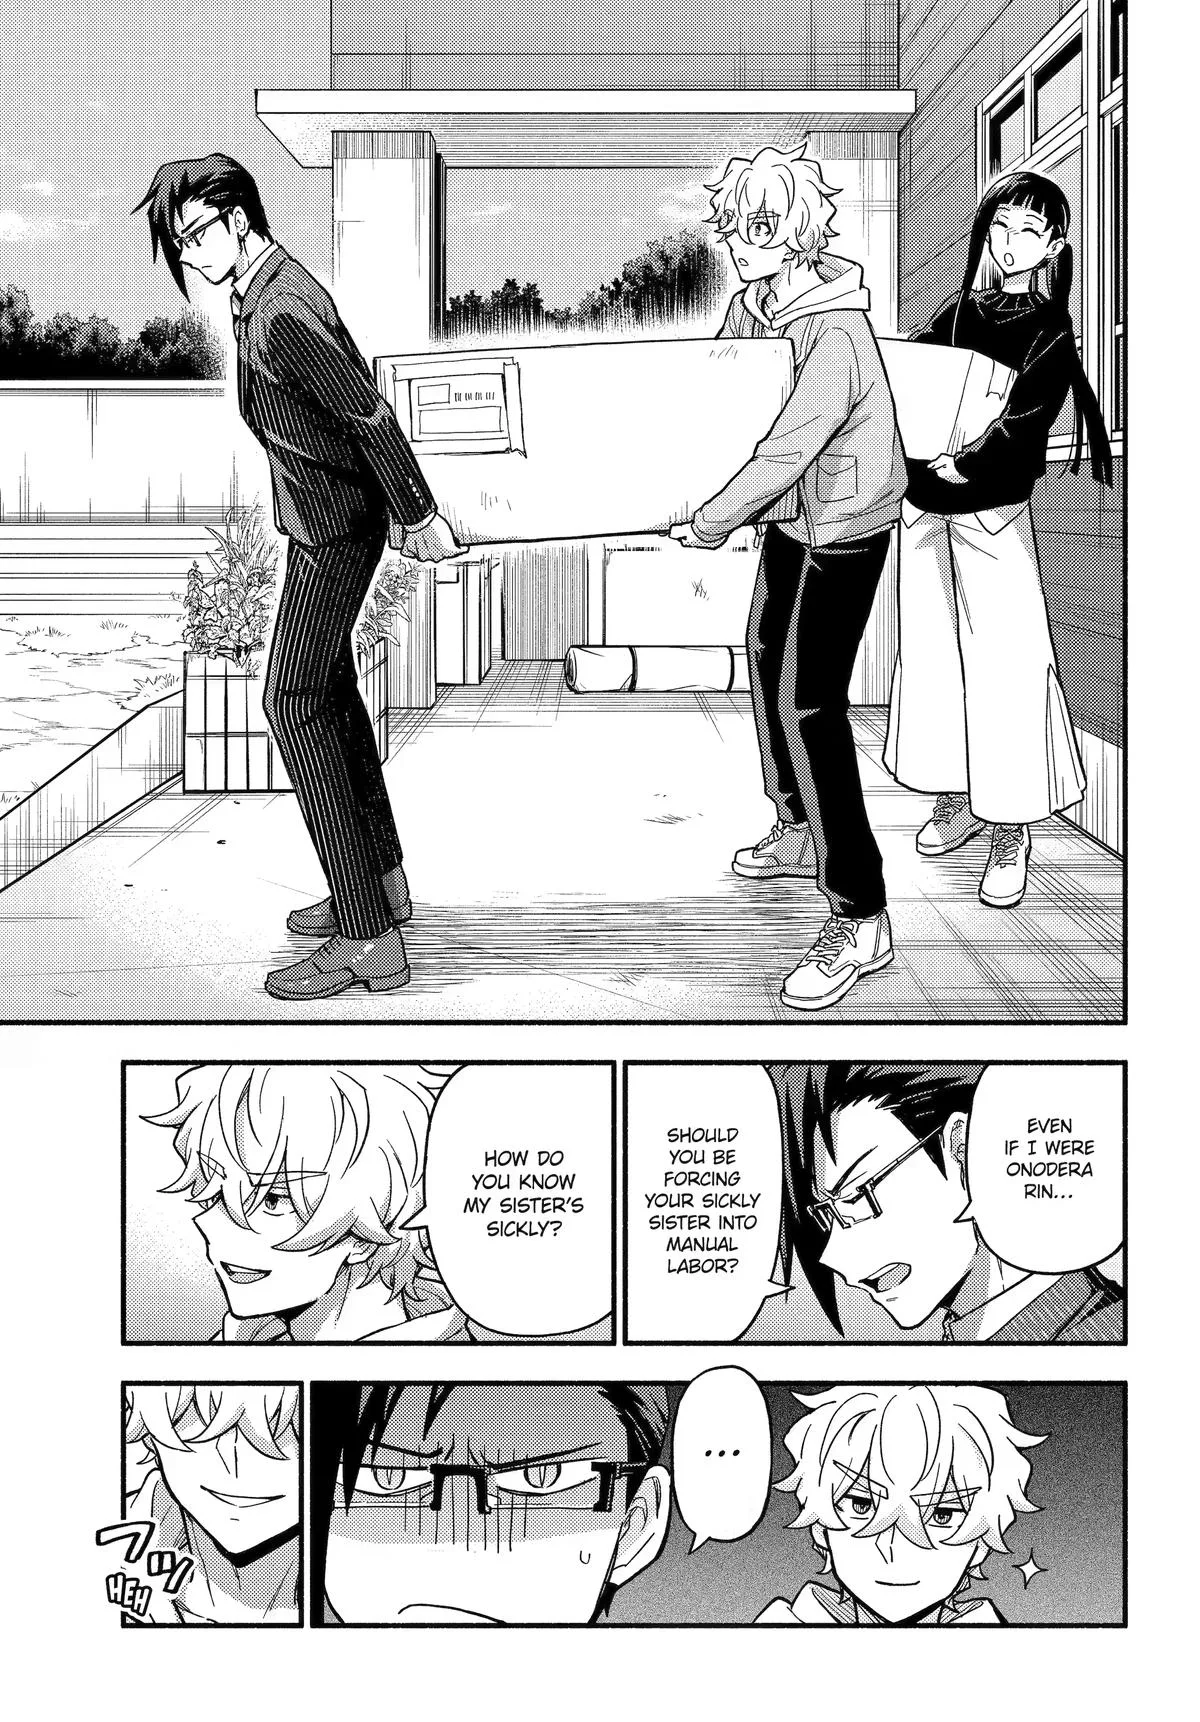 EVEN
IF I WERE
ONODERA
RIN...
SHOULD
YOU BE
FORCING
YOUR SICKLY
SISTER INTO
MANUAL
LABOR?
HOW DO
YOU KNOW
MY SISTER'S
SICKLY?
...
フッ
HEH